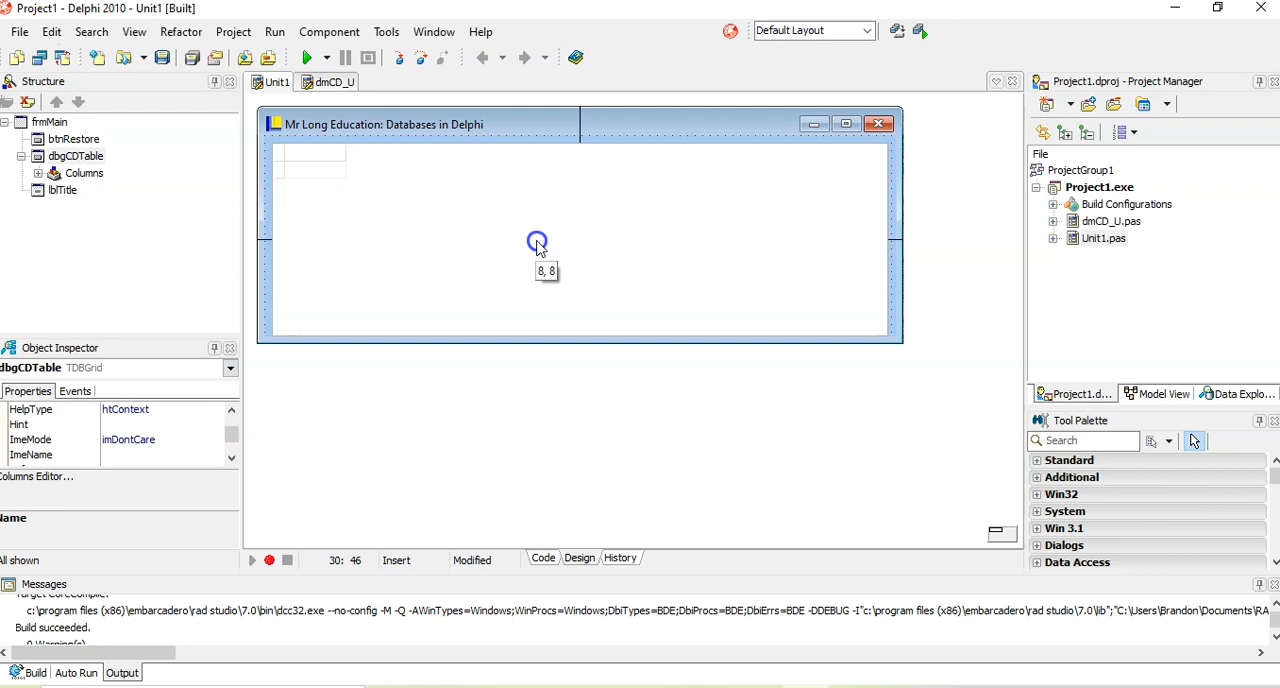 Project1 - Delphi 2010 - Unit1 [Built]
File Edit Search View Refactor Project Run Component Tools Window Help
Default Layout
Structure
Unit1 dmCD_U
Project1.dproj - Project Manager
frmMain
btnRestore
dbgCDTable
Columns
lblTitle
Mr Long Education: Databases in Delphi
8, 8
File
ProjectGroup1
Project1.exe
Build Configurations
dmCD_U.pas
Unit1.pas
Object Inspector
dbgCDTable TDBGrid
Properties Events
HelpType htContext
Hint
ImeMode imDontCare
ImeName
Columns Editor...
Name
All shown
Project1.d... Model View Data Explo...
Tool Palette
Search
Standard
Additional
Win32
System
Win 3.1
Dialogs
Data Access
30: 46 Insert Modified Code Design History
Messages
Target CoreCompile:
c:\program files (x86)\embarcadero\rad studio\7.0\bin\dcc32.exe --no-config -M -Q -AWinTypes=Windows;WinProcs=Windows;DbiTypes=BDE;DbiProcs=BDE;DbiErrs=BDE -DDEBUG -I"c:\program files (x86)\embarcadero\rad studio\7.0\lib";"C:\Users\Brandon\Documents\RA
Build succeeded.
0 Warning(s)
Build Auto Run Output